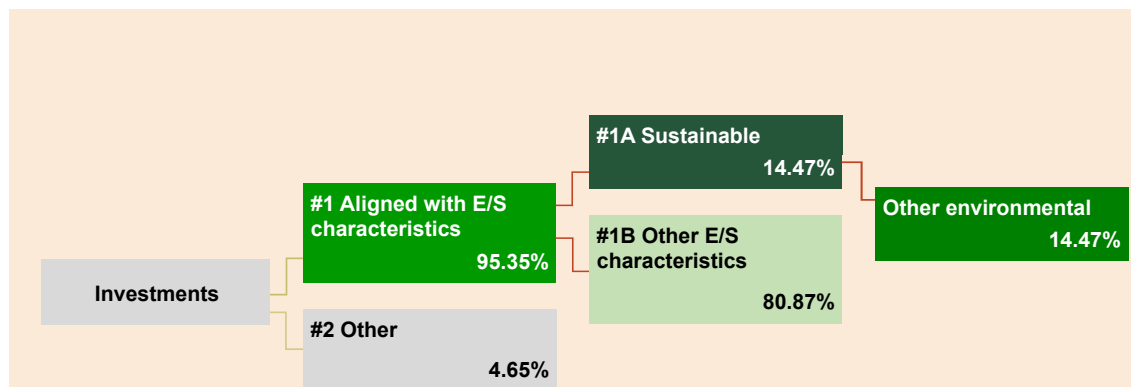 Investments
#1 Aligned with E/S
characteristics
95.35%
#2 Other
4.65%
#1A Sustainable
14.47%
#1B Other E/S
characteristics
80.87%
Other environmental
14.47%